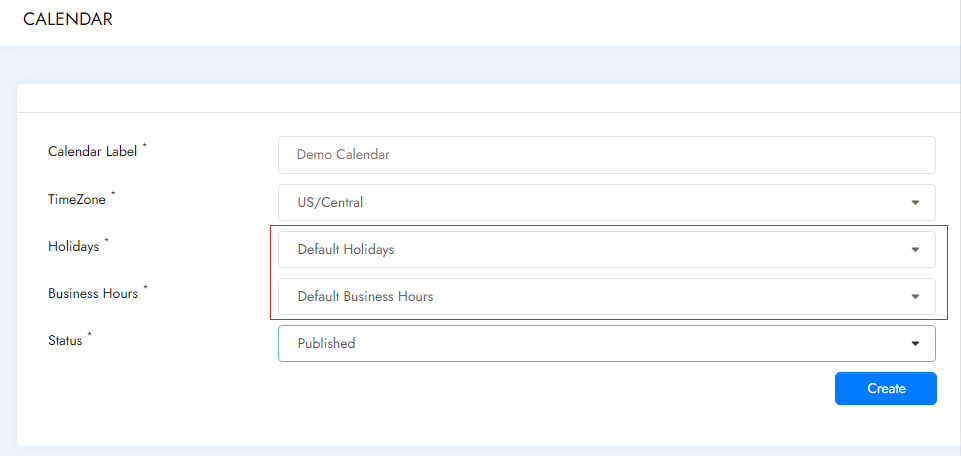 CALENDAR
Calendar Label *
Demo Calendar
TimeZone *
US/Central
Holidays *
Default Holidays
Business Hours *
Default Business Hours
Status *
Published
Create